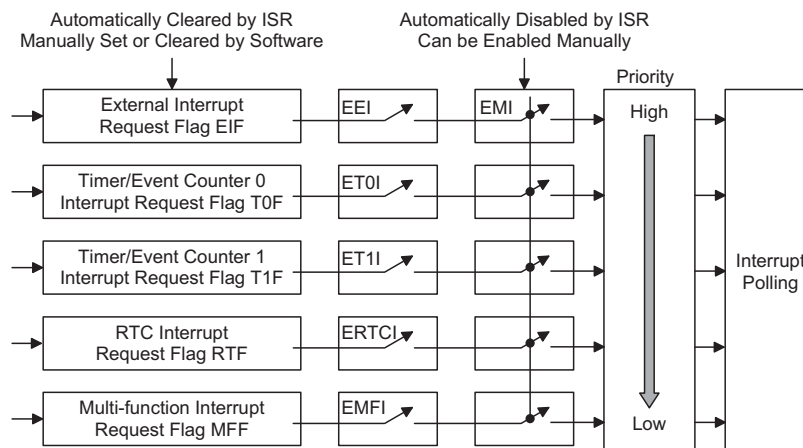 Automatically Cleared by ISR
Manually Set or Cleared by Software
Automatically Disabled by ISR
Can be Enabled Manually
Priority
External Interrupt
Request Flag EIF
EEI
EMI
High
Timer/Event Counter 0
Interrupt Request Flag T0F
ET0I
Timer/Event Counter 1
Interrupt Request Flag T1F
ET1I
Interrupt
Polling
RTC Interrupt
Request Flag RTF
ERTCI
Multi-function Interrupt
Request Flag MFF
EMFI
Low